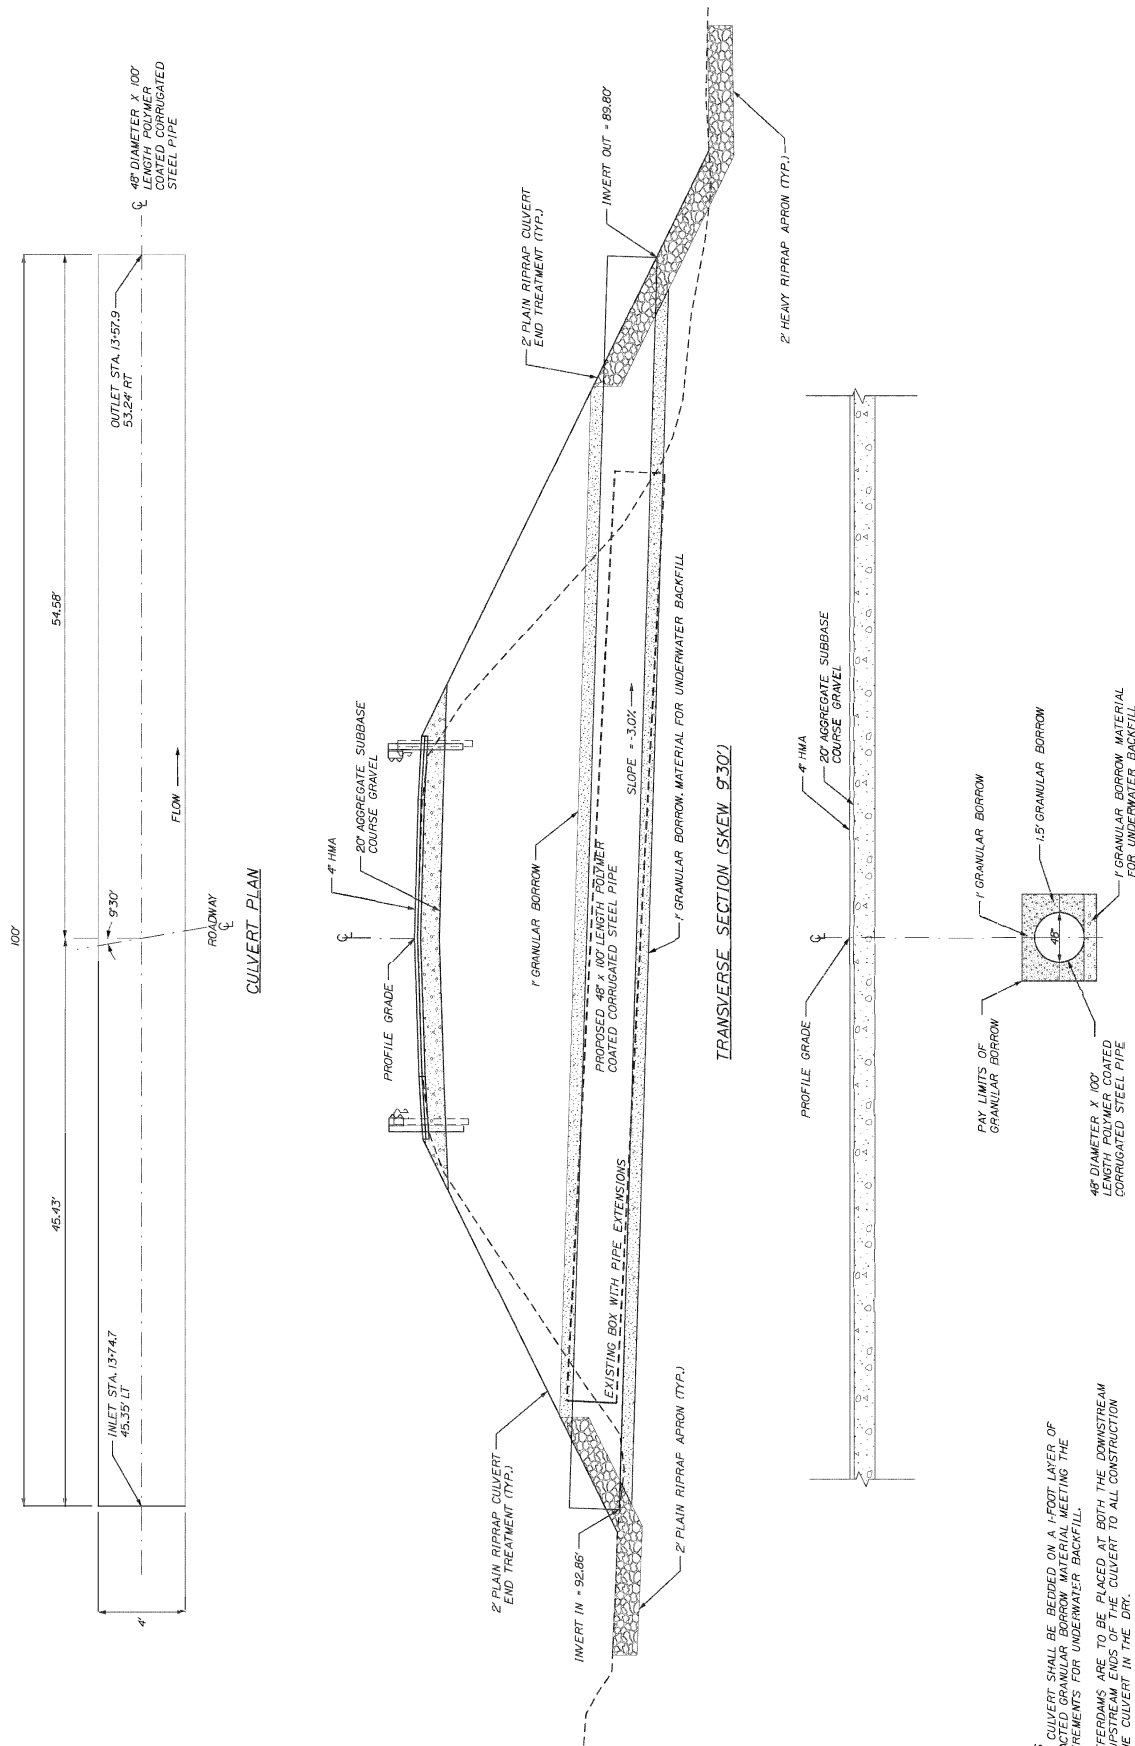 100'
45.43'
54.58'
INLET STA. 13+74.7
45.35' LT
OUTLET STA. 13+57.9
53.24' RT
48" DIAMETER X 100'
LENGTH POLYMER
COATED CORRUGATED
STEEL PIPE
4'
9°30'
FLOW
ROADWAY
CULVERT PLAN
4" HMA
20" AGGREGATE SUBBASE
COURSE GRAVEL
PROFILE GRADE
2' PLAIN RIPRAP CULVERT
END TREATMENT (TYP.)
2' PLAIN RIPRAP CULVERT
END TREATMENT (TYP.)
INVERT IN = 92.86'
INVERT OUT = 89.80'
1' GRANULAR BORROW
PROPOSED 48" X 100' LENGTH POLYMER
COATED CORRUGATED STEEL PIPE
EXISTING BOX WITH PIPE EXTENSIONS
SLOPE = -3.0%
1' GRANULAR BORROW, MATERIAL FOR UNDERWATER BACKFILL
2' PLAIN RIPRAP APRON (TYP.)
2' HEAVY RIPRAP APRON (TYP.)
TRANSVERSE SECTION (SKEW 9°30')
PROFILE GRADE
4" HMA
20" AGGREGATE SUBBASE
COURSE GRAVEL
PAY LIMITS OF
GRANULAR BORROW
1' GRANULAR BORROW
1.5' GRANULAR BORROW
48"
48" DIAMETER X 100'
LENGTH POLYMER COATED
CORRUGATED STEEL PIPE
1' GRANULAR BORROW MATERIAL
FOR UNDERWATER BACKFILL
CULVERT SHALL BE BEDDED ON A 1-FOOT LAYER OF
GRANULAR BORROW MATERIAL MEETING THE
FOR UNDERWATER BACKFILL.
ARE TO BE PLACED AT BOTH THE DOWNSTREAM
ENDS OF THE CULVERT TO ALL CONSTRUCTION
CULVERT IN THE DRY.